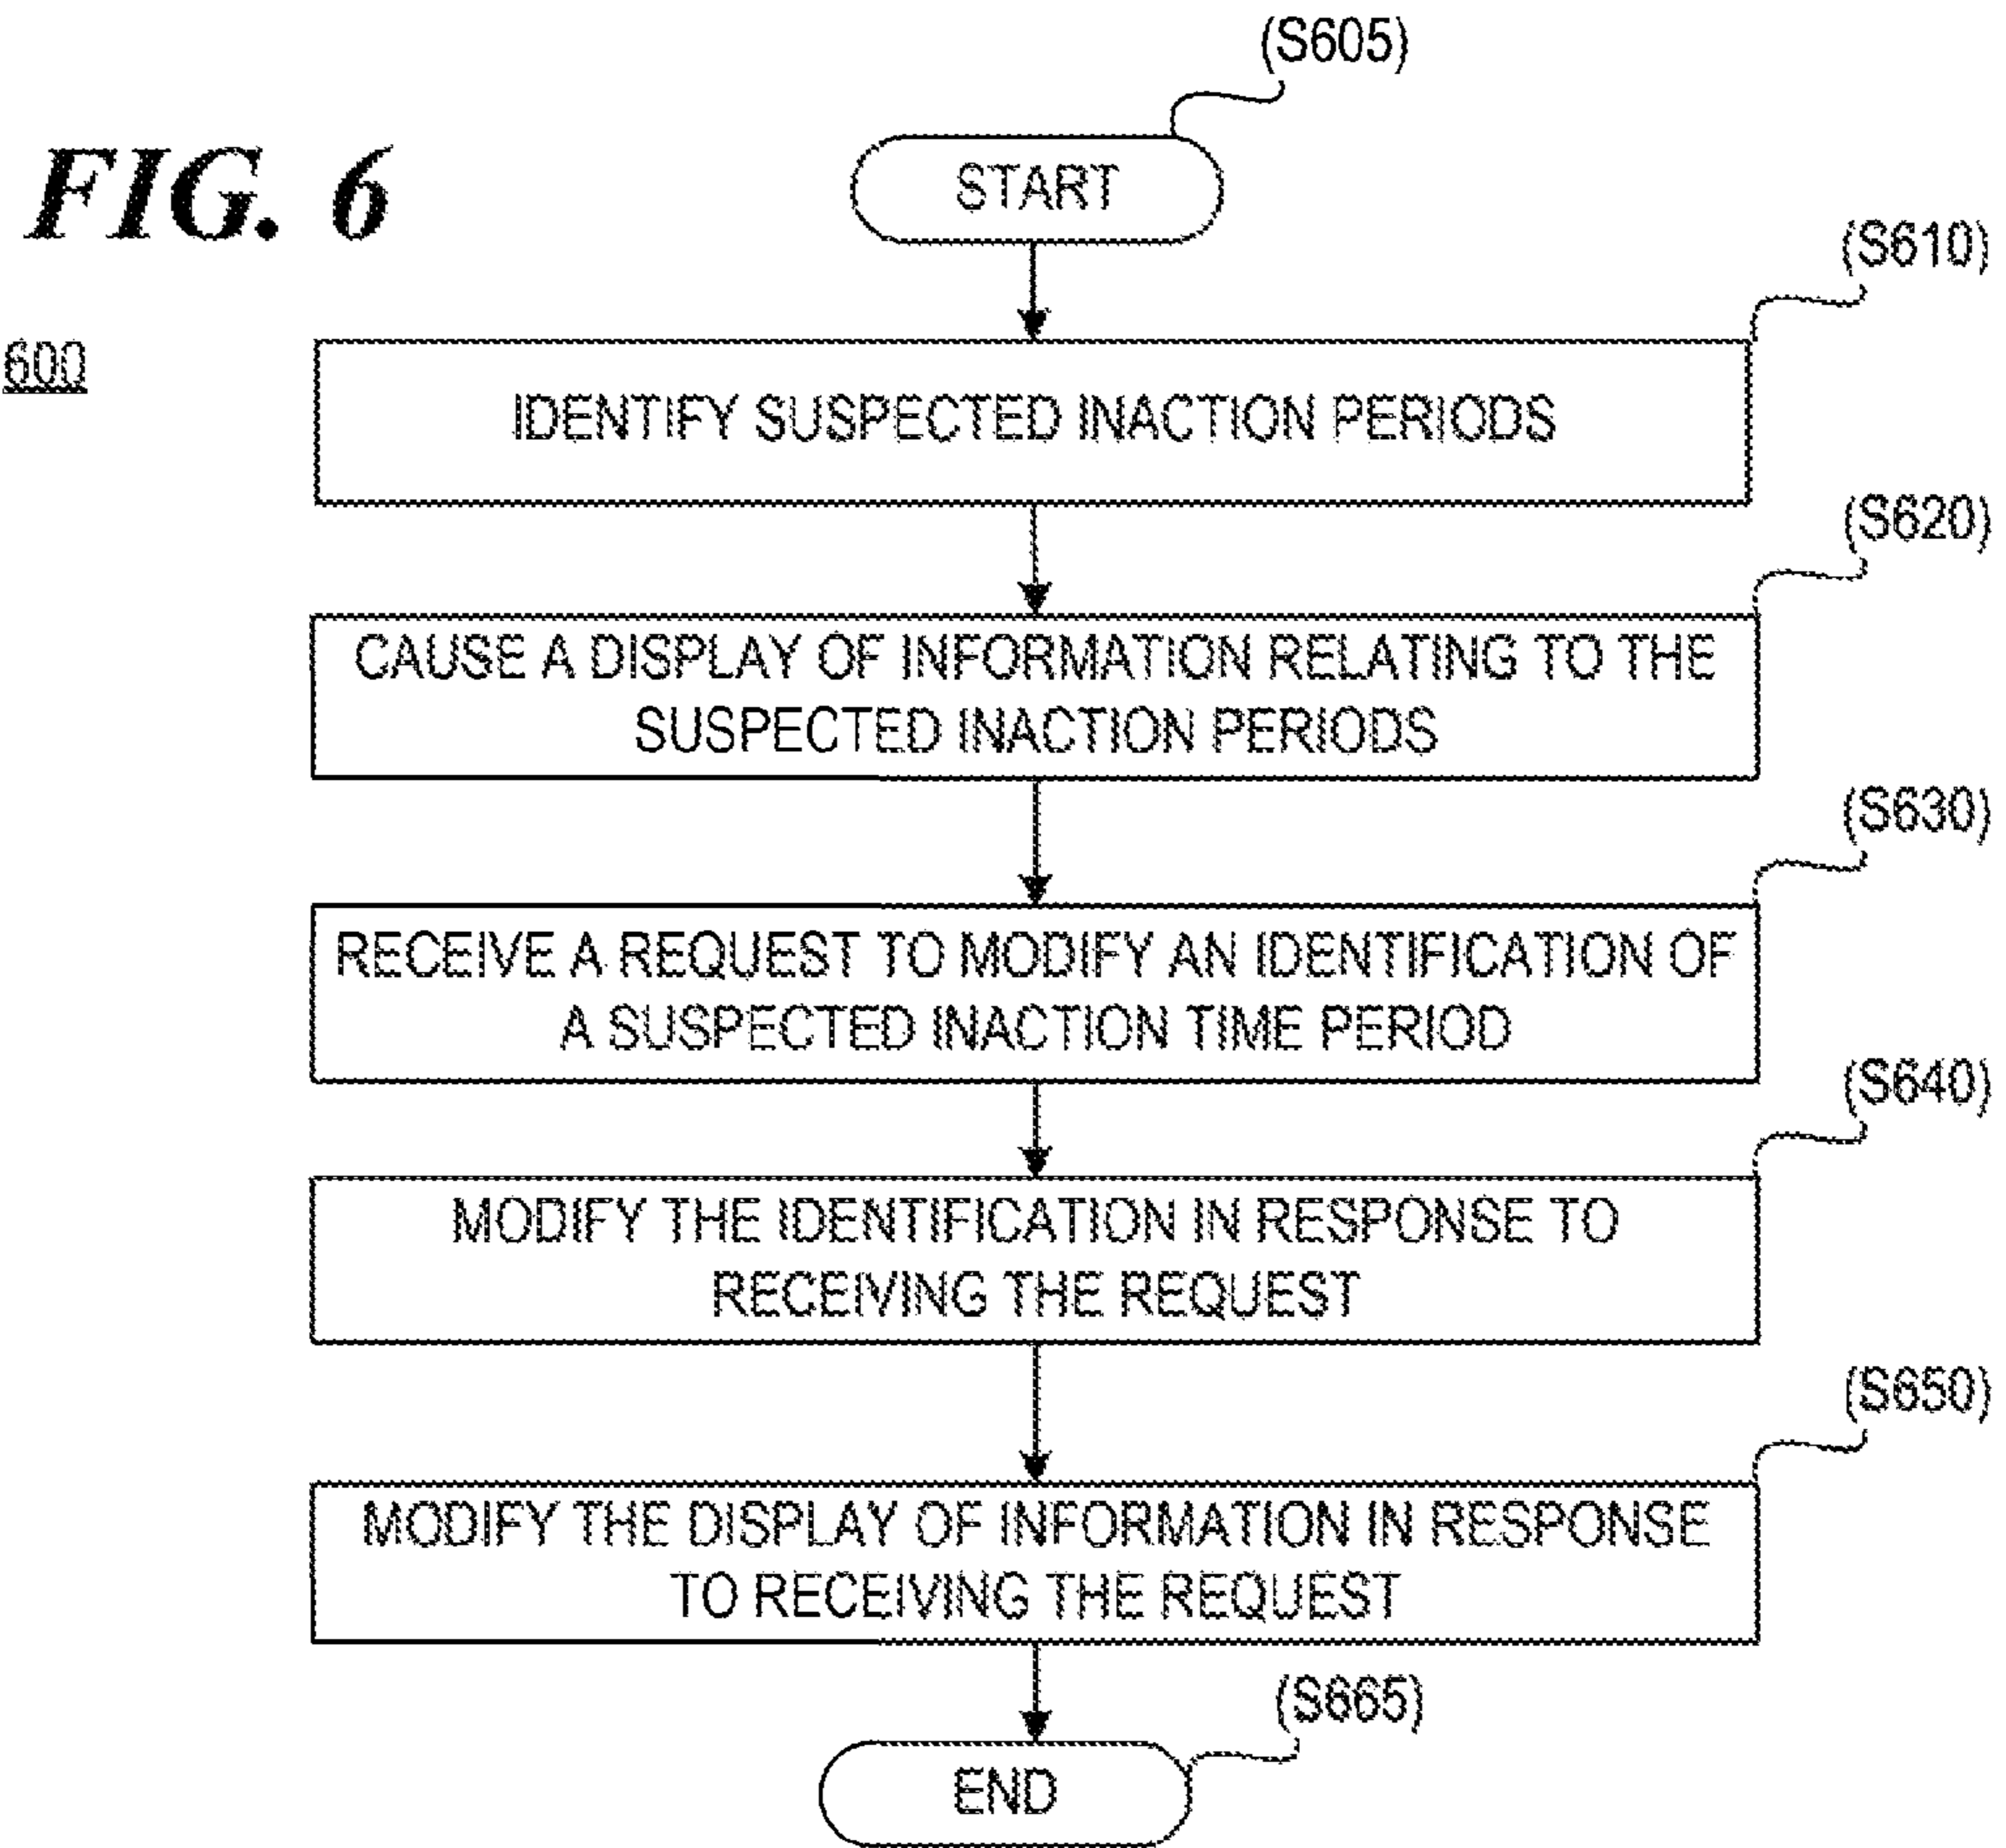 (S605)
FIG. 6
START
(S610)
600
IDENTIFY SUSPECTED INACTION PERIODS
(S620)
CAUSE A DISPLAY OF INFORMATION RELATING TO THE
SUSPECTED INACTION PERIODS
(S630)
RECEIVE A REQUEST TO MODIFY AN IDENTIFICATION OF
A SUSPECTED INACTION TIME PERIOD
(S640)
MODIFY THE IDENTIFICATION IN RESPONSE TO
RECEIVING THE REQUEST
(S650)
MODIFY THE DISPLAY OF INFORMATION IN RESPONSE
TO RECEIVING THE REQUEST
(S665)
END